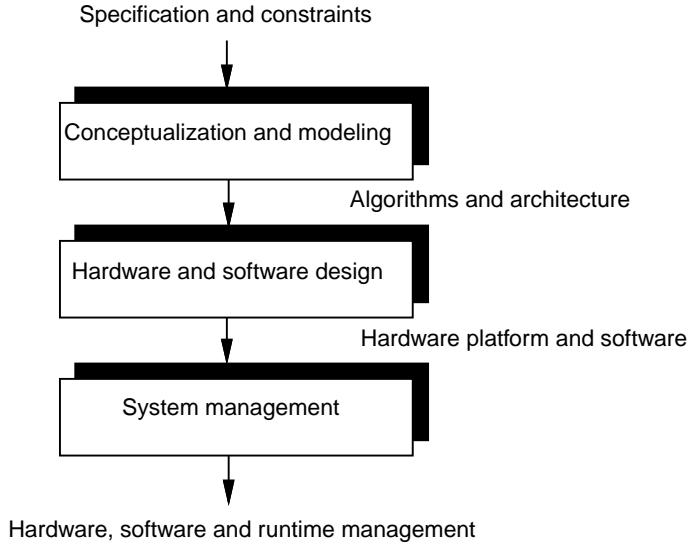 Specification and constraints
Conceptualization and modeling
Algorithms and architecture
Hardware and software design
Hardware platform and software
System management
Hardware, software and runtime management